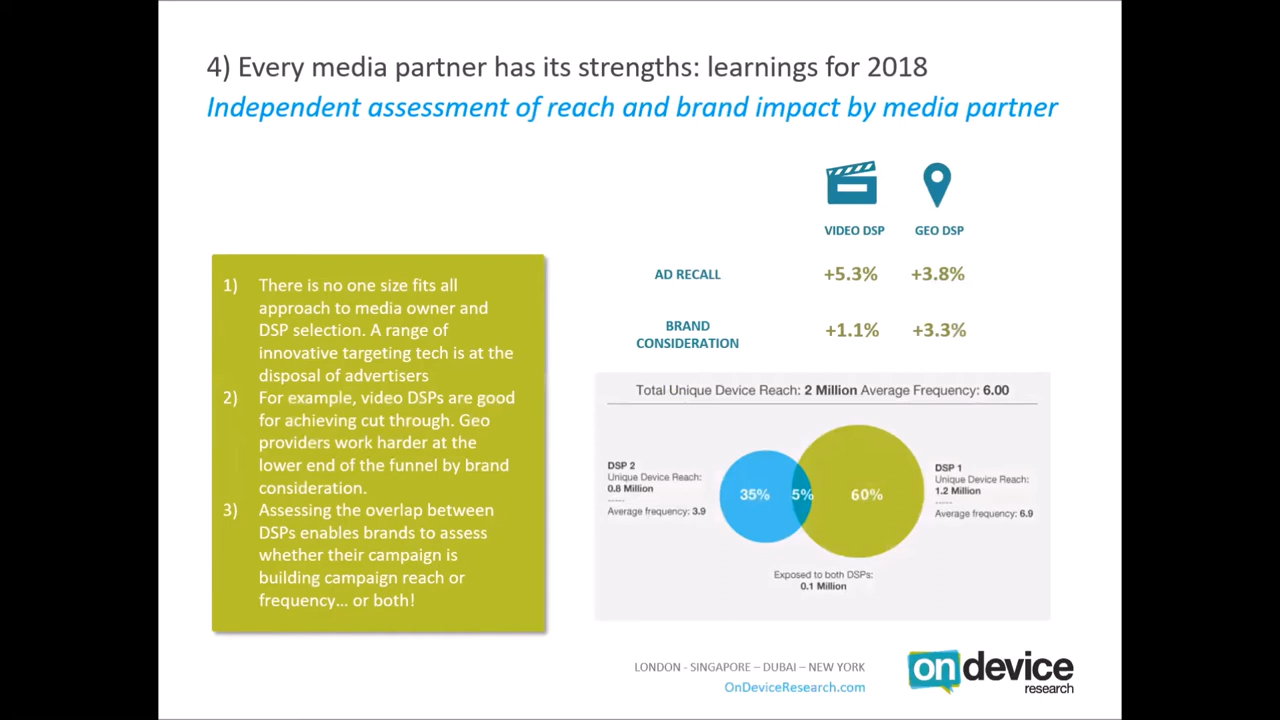 4) Every media partner has its strengths: learnings for 2018
Independent assessment of reach and brand impact by media partner
1) There is no one size fits all
approach to media owner and
DSP selection. A range of
innovative targeting tech is at the
disposal of advertisers
2) For example, video DSPs are good
for achieving cut through. Geo
providers work harder at the
lower end of the funnel by brand
consideration.
3) Assessing the overlap between
DSPs enables brands to assess
whether their campaign is
building campaign reach or
frequency... or both!
VIDEO DSP GEO DSP
AD RECALL +5.3% +3.8%
BRAND
CONSIDERATION +1.1% +3.3%
Total Unique Device Reach: 2 Million Average Frequency: 6.00
DSP 2
Unique Device Reach:
0.8 Million
-----
Average frequency: 3.9
35% 5% 60%
DSP 1
Unique Device Reach:
1.2 Million
-----
Average frequency: 6.9
Exposed to both DSPs:
0.1 Million
LONDON - SINGAPORE – DUBAI – NEW YORK
OnDeviceResearch.com
on device
research